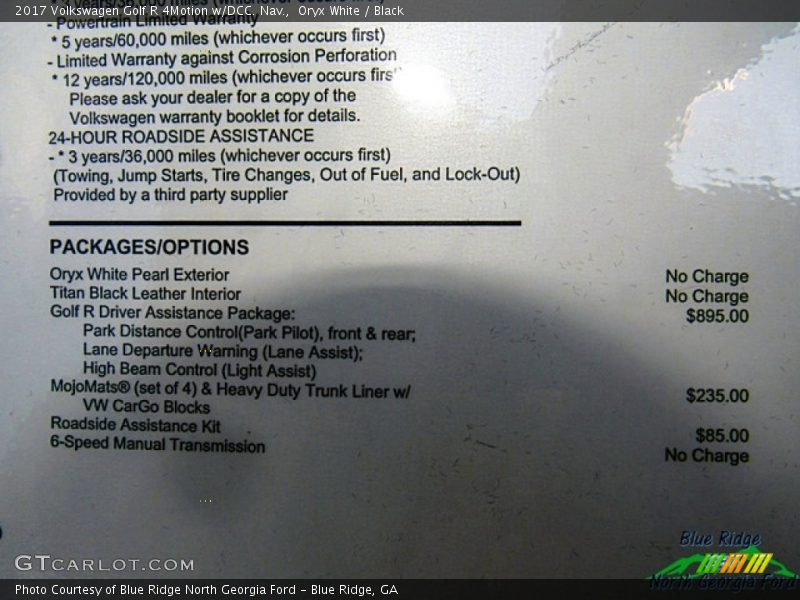 2017 Volkswagen Golf R 4Motion w/DCC, Nav., Oryx White / Black
* 3 years/36,000 miles (whichever occurs first)
- Powertrain Limited Warranty
* 5 years/60,000 miles (whichever occurs first)
- Limited Warranty against Corrosion Perforation
* 12 years/120,000 miles (whichever occurs first)
Please ask your dealer for a copy of the
Volkswagen warranty booklet for details.
24-HOUR ROADSIDE ASSISTANCE
- * 3 years/36,000 miles (whichever occurs first)
(Towing, Jump Starts, Tire Changes, Out of Fuel, and Lock-Out)
Provided by a third party supplier
PACKAGES/OPTIONS
Oryx White Pearl Exterior No Charge
Titan Black Leather Interior No Charge
Golf R Driver Assistance Package: $895.00
Park Distance Control(Park Pilot), front & rear;
Lane Departure Warning (Lane Assist);
High Beam Control (Light Assist)
MojoMats® (set of 4) & Heavy Duty Trunk Liner w/ $235.00
VW CarGo Blocks
Roadside Assistance Kit $85.00
6-Speed Manual Transmission No Charge
GTCARLOT.COM
Blue Ridge
North Georgia Ford
Photo Courtesy of Blue Ridge North Georgia Ford – Blue Ridge, GA